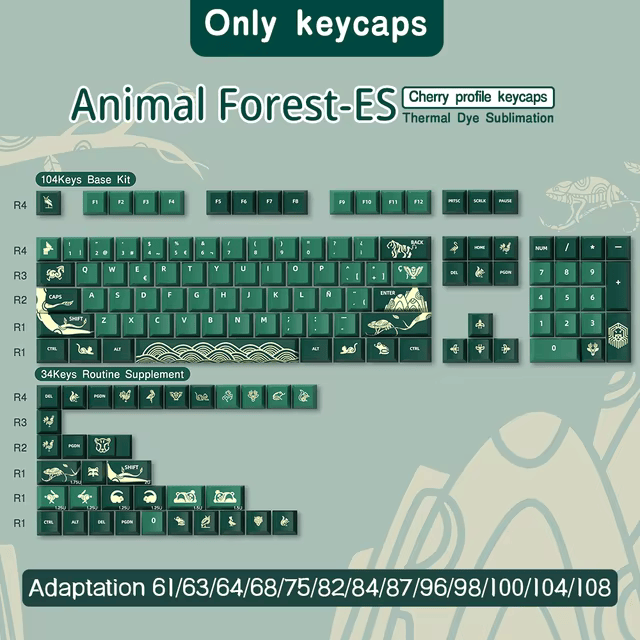 Only keycaps
Animal Forest-ES
Cherry profile keycaps
Thermal Dye Sublimation
104Keys Base Kit
R4 F1 F2 F3 F4 F5 F6 F7 F8 F9 F10 F11 F12 PRTSC SCRLK PAUSE
R4 BACK HOME NUM / * −
R3 Q W E R T Y U I O P DEL PGDN 7 8 9 +
R2 CAPS A S D F G H J K L Ñ ENTER 4 5 6
R1 SHIFT Z X C V B N M 1 2 3
R1 CTRL ALT CTRL 0
34Keys Routine Supplement
R4 DEL PGDN
R3
R2 PGDN
R1 1.75U SHIFT 2U
R1 1.25U 1.25U 1.25U 1.25U 1.5U 1.5U
R1 CTRL ALT DEL PGDN 0
Adaptation 61/63/64/68/75/82/84/87/96/98/100/104/108